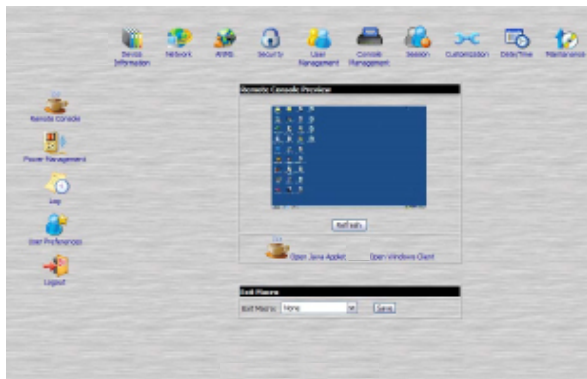 Device Information
Network
ANMS
Security
User Management
Console Management
Session
Customization
Date/Time
Maintenance
Remote Console
Power Management
Log
User Preferences
Logout
Remote Console Preview
Refresh
Open Java Applet
Open Windows Client
Exit Macro
Exit Macro: None
Save